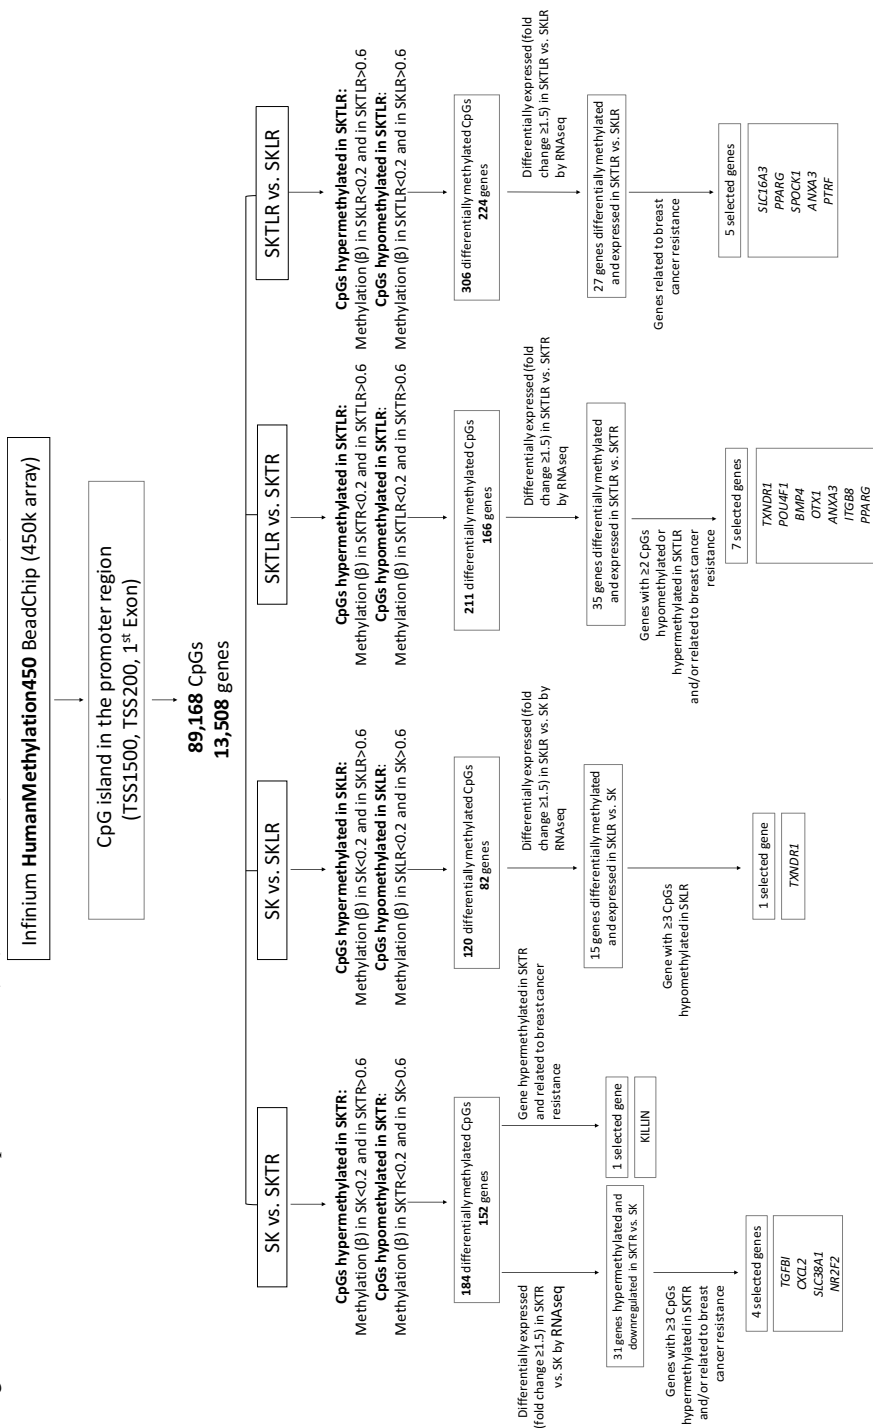 Infinium HumanMethylation450 BeadChip (450k array)
CpG island in the promoter region
(TSS1500, TSS200, 1st Exon)
89,168 CpGs
13,508 genes
SK vs. SKTR
CpGs hypermethylated in SKTR:
Methylation (β) in SK<0.2 and in SKTR>0.6
CpGs hypomethylated in SKTR:
Methylation (β) in SKTR<0.2 and in SK>0.6
184 differentially methylated CpGs
152 genes
Differentially expressed
(fold change ≥1.5) in SKTR
vs. SK by RNAseq
31 genes hypermethylated and
downregulated in SKTR vs. SK
Genes with ≥3 CpGs
hypermethylated in SKTR
and/or related to breast
cancer resistance
4 selected genes
TGFBI
CXCL2
SLC38A1
NR2F2
Gene hypermethylated in SKTR
and related to breast cancer
resistance
1 selected gene
KILLIN
SK vs. SKLR
CpGs hypermethylated in SKLR:
Methylation (β) in SK<0.2 and in SKLR>0.6
CpGs hypomethylated in SKLR:
Methylation (β) in SKLR<0.2 and in SK>0.6
120 differentially methylated CpGs
82 genes
Differentially expressed (fold
change ≥1.5) in SKLR vs. SK by
RNAseq
15 genes differentially methylated
and expressed in SKLR vs. SK
Gene with ≥3 CpGs
hypomethylated in SKLR
1 selected gene
TXNDR1
SKTLR vs. SKTR
CpGs hypermethylated in SKTLR:
Methylation (β) in SKTR<0.2 and in SKTLR>0.6
CpGs hypomethylated in SKTLR:
Methylation (β) in SKTLR<0.2 and in SKTR>0.6
211 differentially methylated CpGs
166 genes
Differentially expressed (fold
change ≥1.5) in SKTLR vs. SKTR
by RNAseq
35 genes differentially methylated
and expressed in SKTLR vs. SKTR
Genes with ≥2 CpGs
hypomethylated or
hypermethylated in SKTLR
and/or related to breast cancer
resistance
7 selected genes
TXNDR1
POU4F1
BMP4
OTX1
ANXA3
ITGB8
PPARG
SKTLR vs. SKLR
CpGs hypermethylated in SKTLR:
Methylation (β) in SKLR<0.2 and in SKTLR>0.6
CpGs hypomethylated in SKTLR:
Methylation (β) in SKTLR<0.2 and in SKLR>0.6
306 differentially methylated CpGs
224 genes
Differentially expressed (fold
change ≥1.5) in SKTLR vs. SKLR
by RNAseq
27 genes differentially methylated
and expressed in SKTLR vs. SKLR
Genes related to breast
cancer resistance
5 selected genes
SLC16A3
PPARG
SPOCK1
ANXA3
PTRF